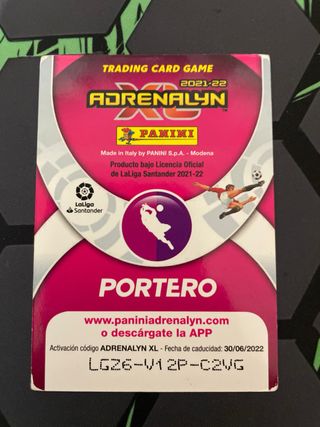 TRADING CARD GAME
2021-22
ADRENALYN
XL
PANINI
Made in Italy by PANINI S.p.A. - Modena
Producto bajo Licencia Oficial
de LaLiga Santander 2021-22
LaLiga
Santander
PORTERO
www.paniniadrenalyn.com
o descárgate la APP
Activación código ADRENALYN XL - Fecha de caducidad: 30/06/2022
LGZ6-V12P-C2VG